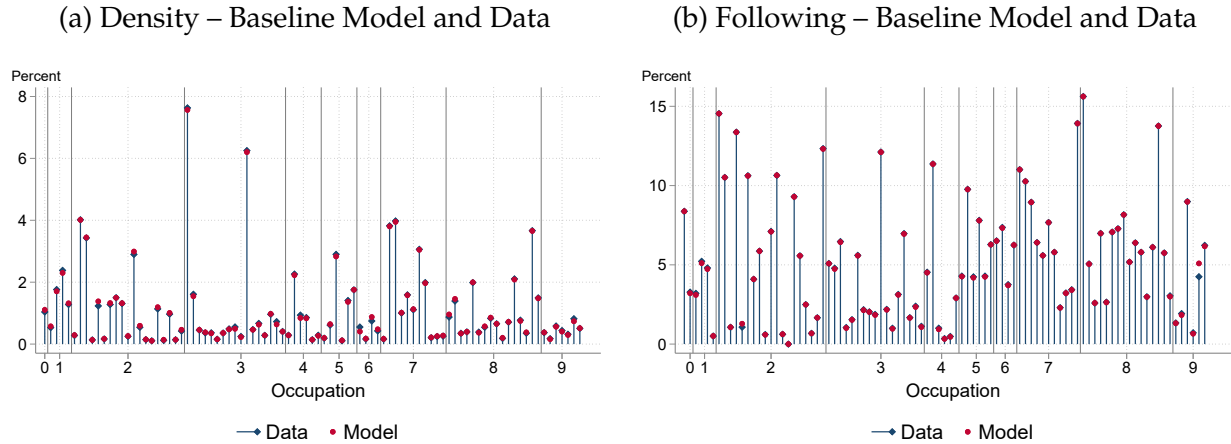 (a) Density – Baseline Model and Data
Percent
8
6
4
2
0
0 1 2 3 4 5 6 7 8 9
Occupation
Data Model
(b) Following – Baseline Model and Data
Percent
15
10
5
0
0 1 2 3 4 5 6 7 8 9
Occupation
Data Model